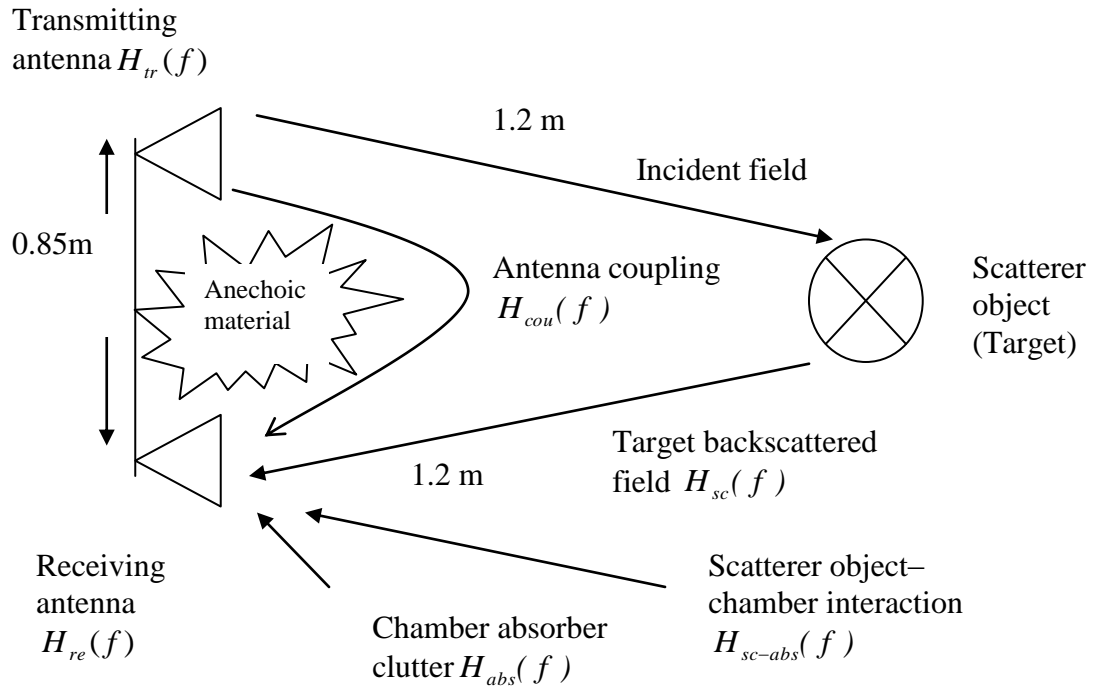 Transmitting
antenna H_tr(f)
1.2 m
Incident field
0.85m
Anechoic
material
Antenna coupling
H_cou(f)
Scatterer
object
(Target)
Target backscattered
field H_sc(f)
1.2 m
Receiving
antenna
H_re(f)
Chamber absorber
clutter H_abs(f)
Scatterer object–
chamber interaction
H_sc–abs(f)